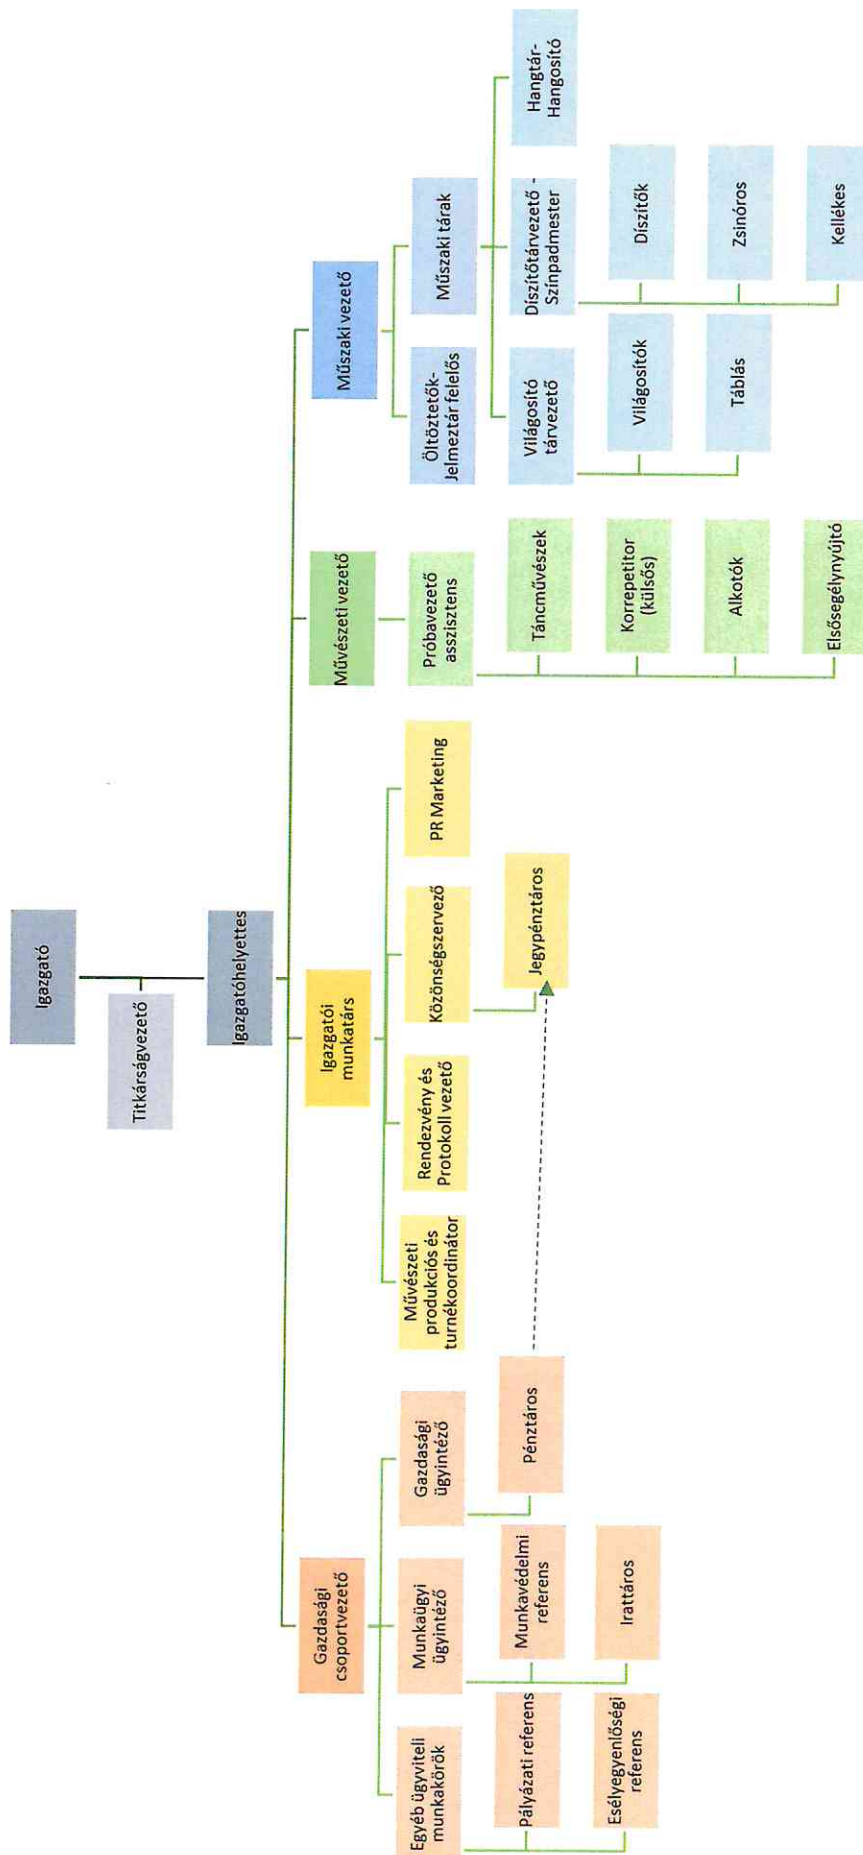 Igazgató
Titkárságvezető
Igazgatóhelyettes
Gazdasági
csoportvezető
Igazgatói
munkatárs
Művészeti vezető
Műszaki vezető
Egyéb ügyviteli
munkakörök
Munkaügyi
ügyintéző
Gazdasági
ügyintéző
Művészeti
produkciós és
turnékoordinátor
Rendezvény és
Protokoll vezető
Közönségszervező
PR Marketing
Próbavezető
asszisztens
Öltöztetők-
Jelmeztár felelős
Műszaki tárak
Pályázati referens
Munkavédelmi
referens
Pénztáros
Jegypénztáros
Táncművészek
Világosító
tárvezető
Díszítőtárvezető -
Színpadmester
Hangtár-
Hangosító
Esélyegyenlőségi
referens
Irattáros
Korrepetitor
(külsős)
Világosítók
Díszítők
Alkotók
Táblás
Zsinóros
Elsősegélynyújtó
Kellékes